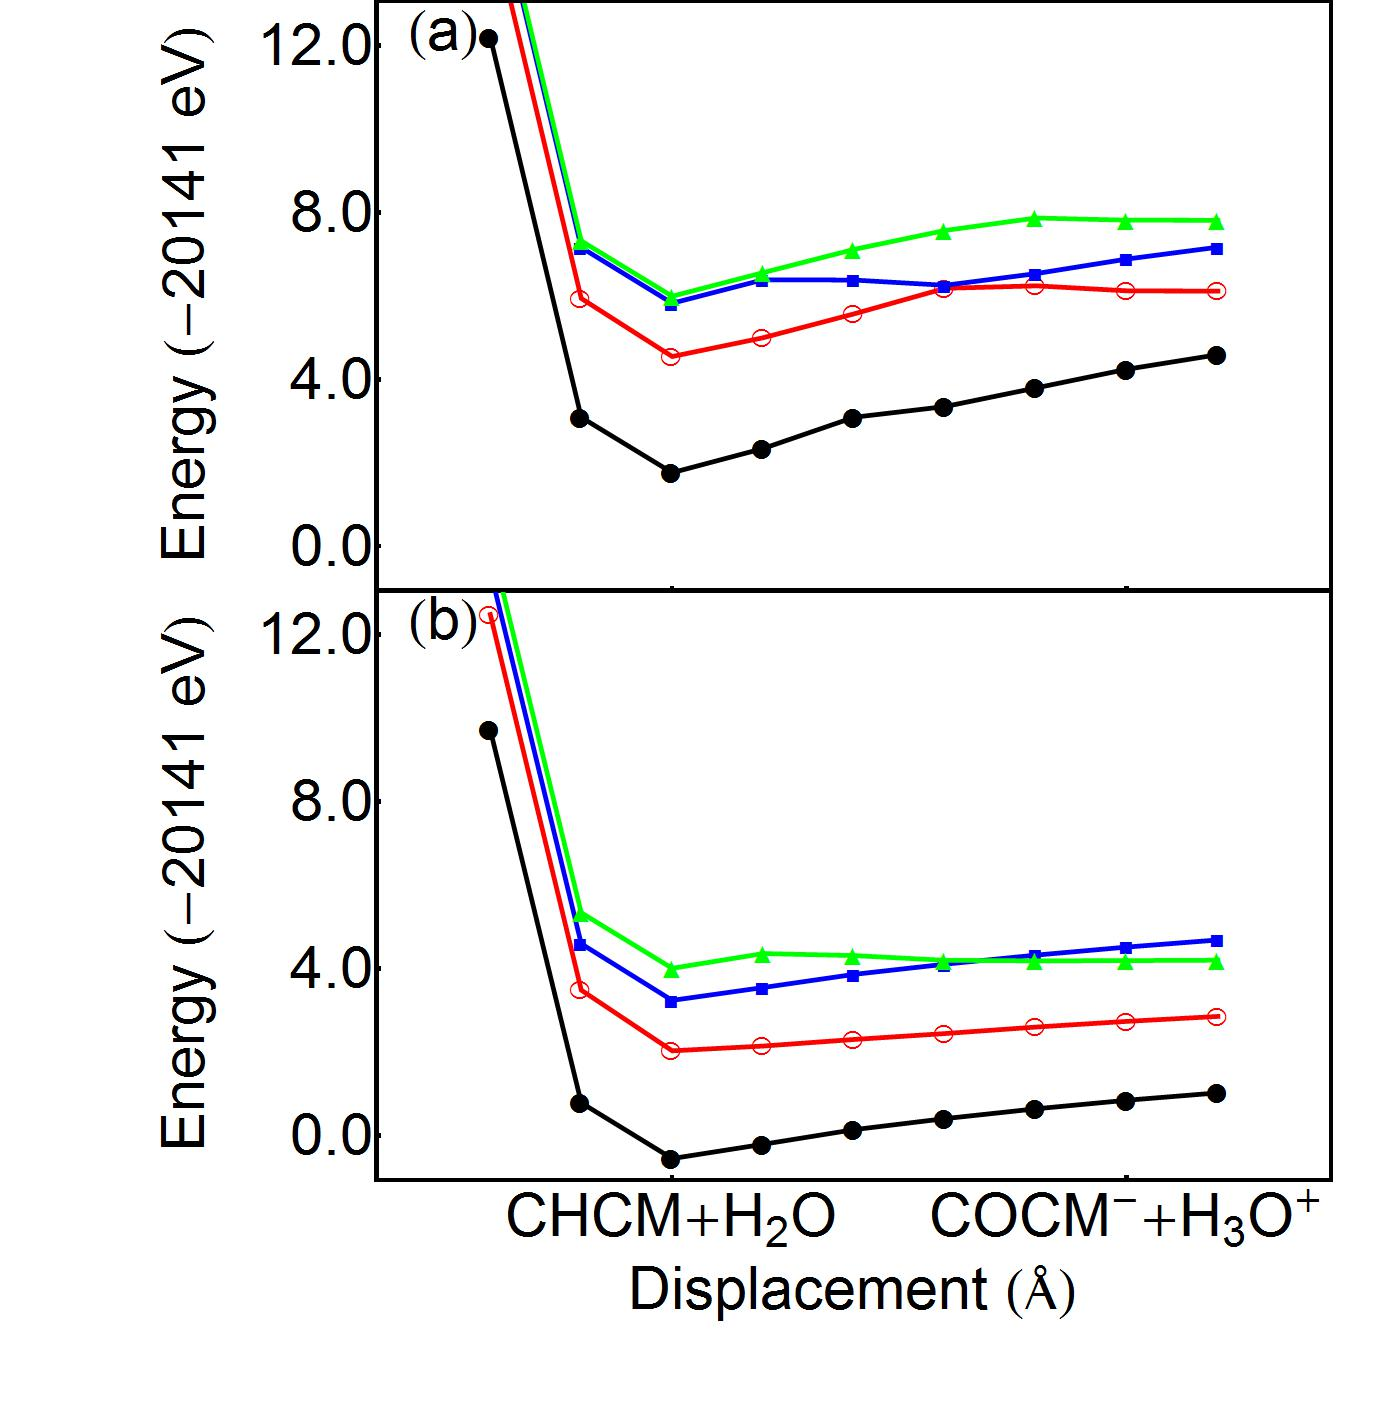 (a)
Energy (−20141 eV)
12.0
8.0
4.0
0.0
(b)
Energy (−20141 eV)
12.0
8.0
4.0
0.0
CHCM+H₂O COCM⁻+H₃O⁺
Displacement (Å)